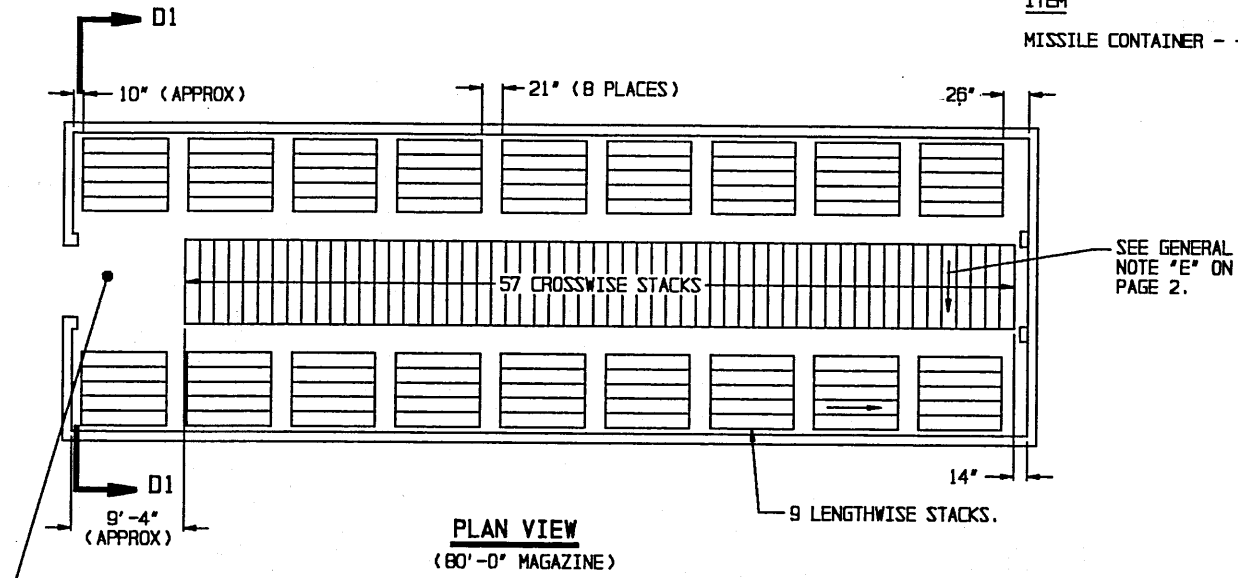 D1
ITEM
MISSILE CONTAINER - -
10" (APPROX)
21" (8 PLACES)
26"
57 CROSSWISE STACKS
SEE GENERAL
NOTE "E" ON
PAGE 2.
D1
14"
9'-4"
(APPROX)
9 LENGTHWISE STACKS.
PLAN VIEW
(80'-0" MAGAZINE)